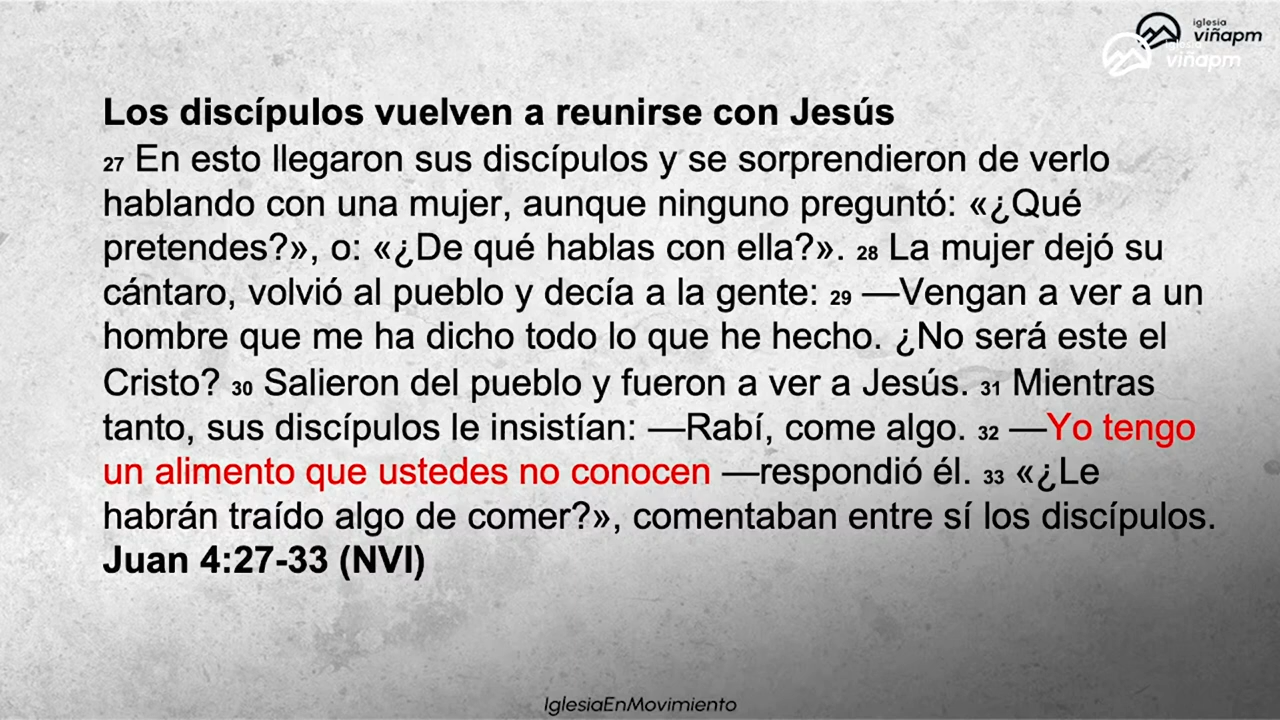 iglesia
viñapm
iglesia
viñapm
Los discípulos vuelven a reunirse con Jesús
27 En esto llegaron sus discípulos y se sorprendieron de verlo
hablando con una mujer, aunque ninguno preguntó: «¿Qué
pretendes?», o: «¿De qué hablas con ella?». 28 La mujer dejó su
cántaro, volvió al pueblo y decía a la gente: 29 —Vengan a ver a un
hombre que me ha dicho todo lo que he hecho. ¿No será este el
Cristo? 30 Salieron del pueblo y fueron a ver a Jesús. 31 Mientras
tanto, sus discípulos le insistían: —Rabí, come algo. 32 —Yo tengo
un alimento que ustedes no conocen —respondió él. 33 «¿Le
habrán traído algo de comer?», comentaban entre sí los discípulos.
Juan 4:27-33 (NVI)
IglesiaEnMovimiento